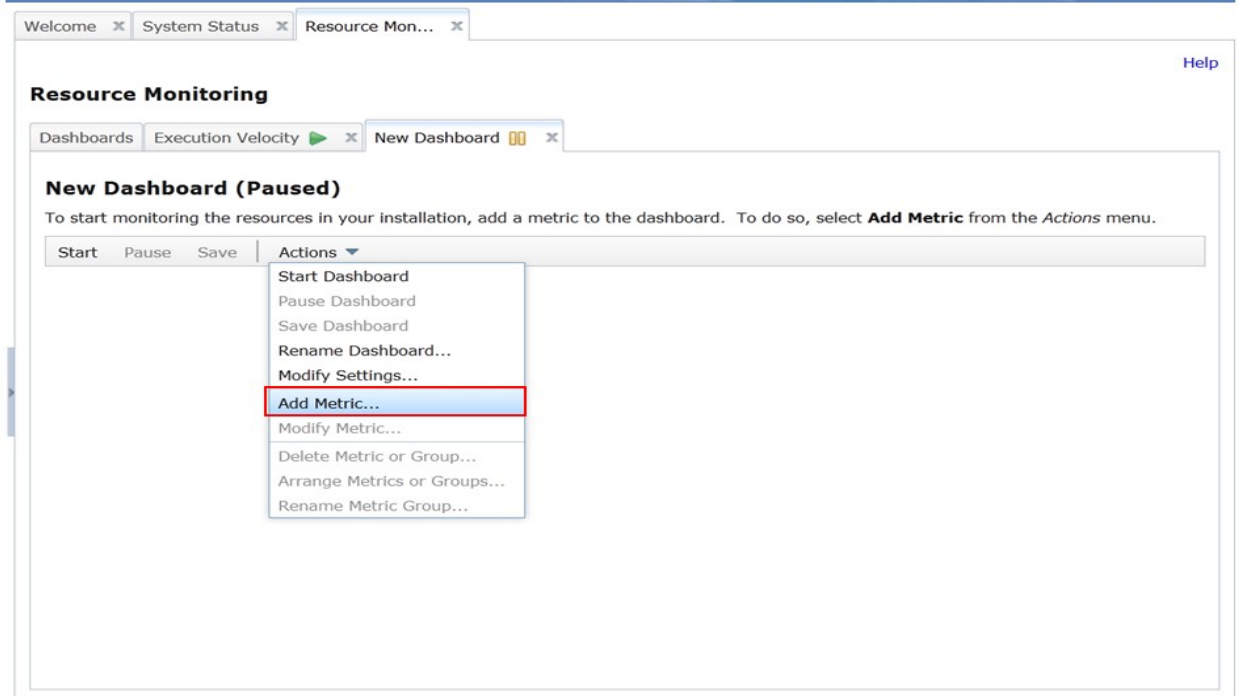 Welcome x System Status x Resource Mon... x
Help
Resource Monitoring
Dashboards Execution Velocity x New Dashboard x
New Dashboard (Paused)
To start monitoring the resources in your installation, add a metric to the dashboard. To do so, select Add Metric from the Actions menu.
Start Pause Save Actions
Start Dashboard
Pause Dashboard
Save Dashboard
Rename Dashboard...
Modify Settings...
Add Metric...
Modify Metric...
Delete Metric or Group...
Arrange Metrics or Groups...
Rename Metric Group...